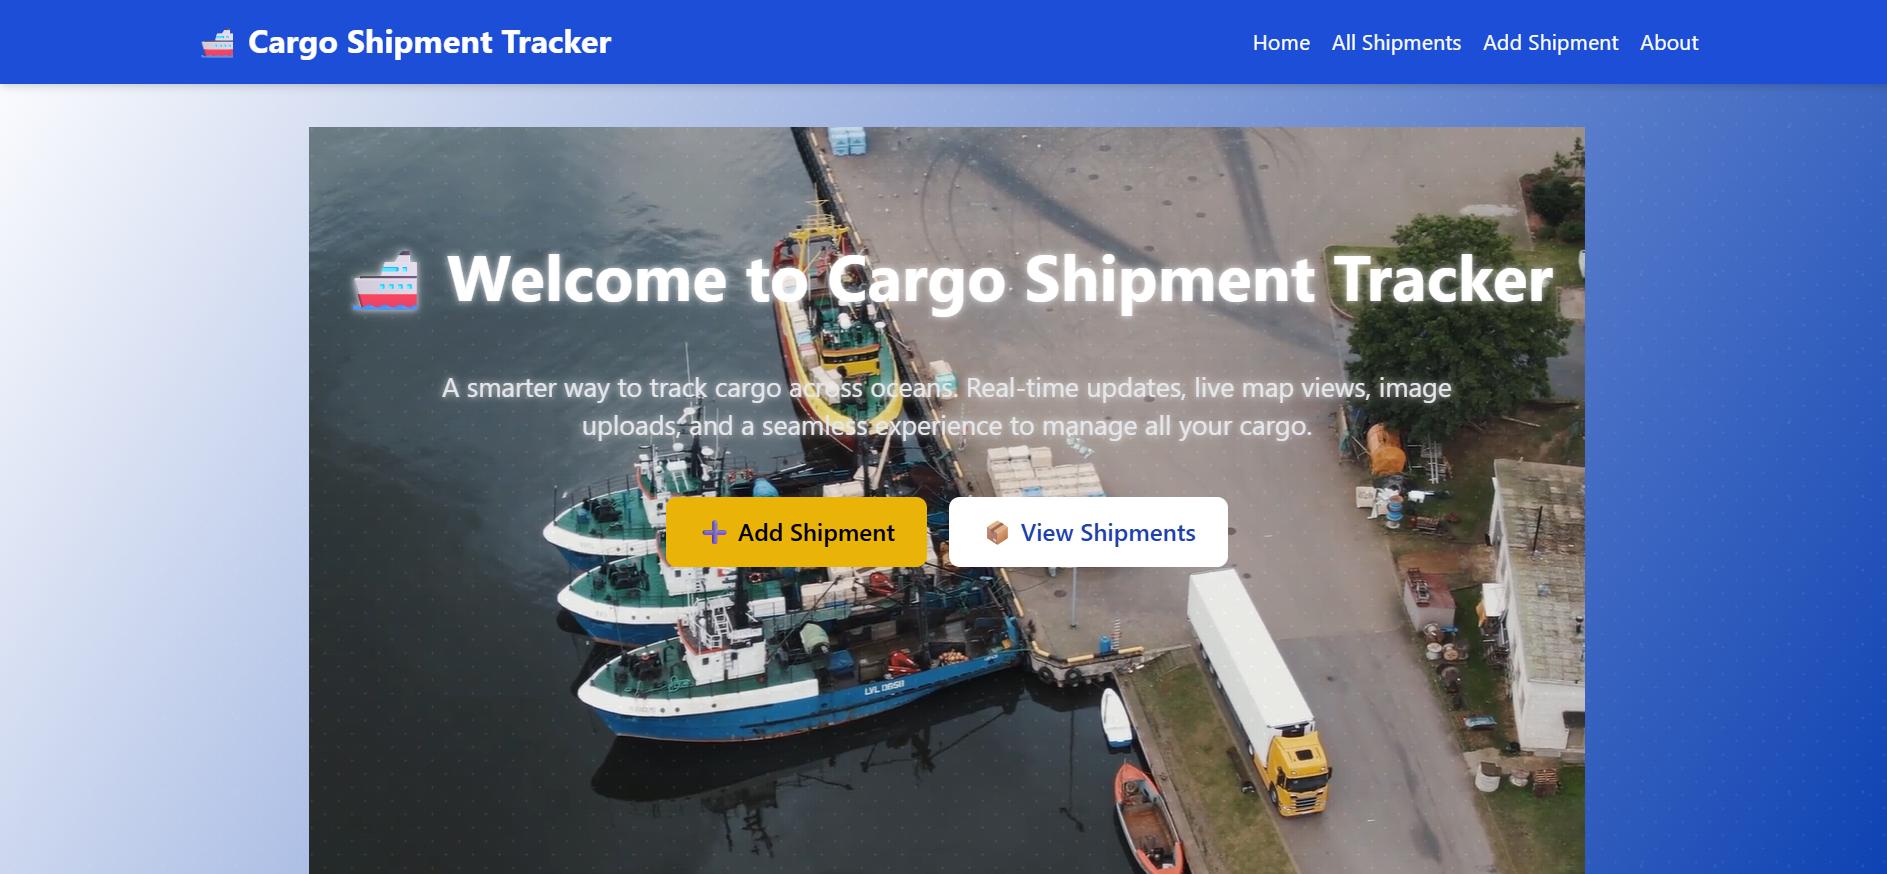 Cargo Shipment Tracker
Home All Shipments Add Shipment About
Welcome to Cargo Shipment Tracker
A smarter way to track cargo across oceans. Real-time updates, live map views, image
uploads, and a seamless experience to manage all your cargo.
Add Shipment
View Shipments
LVL 0650